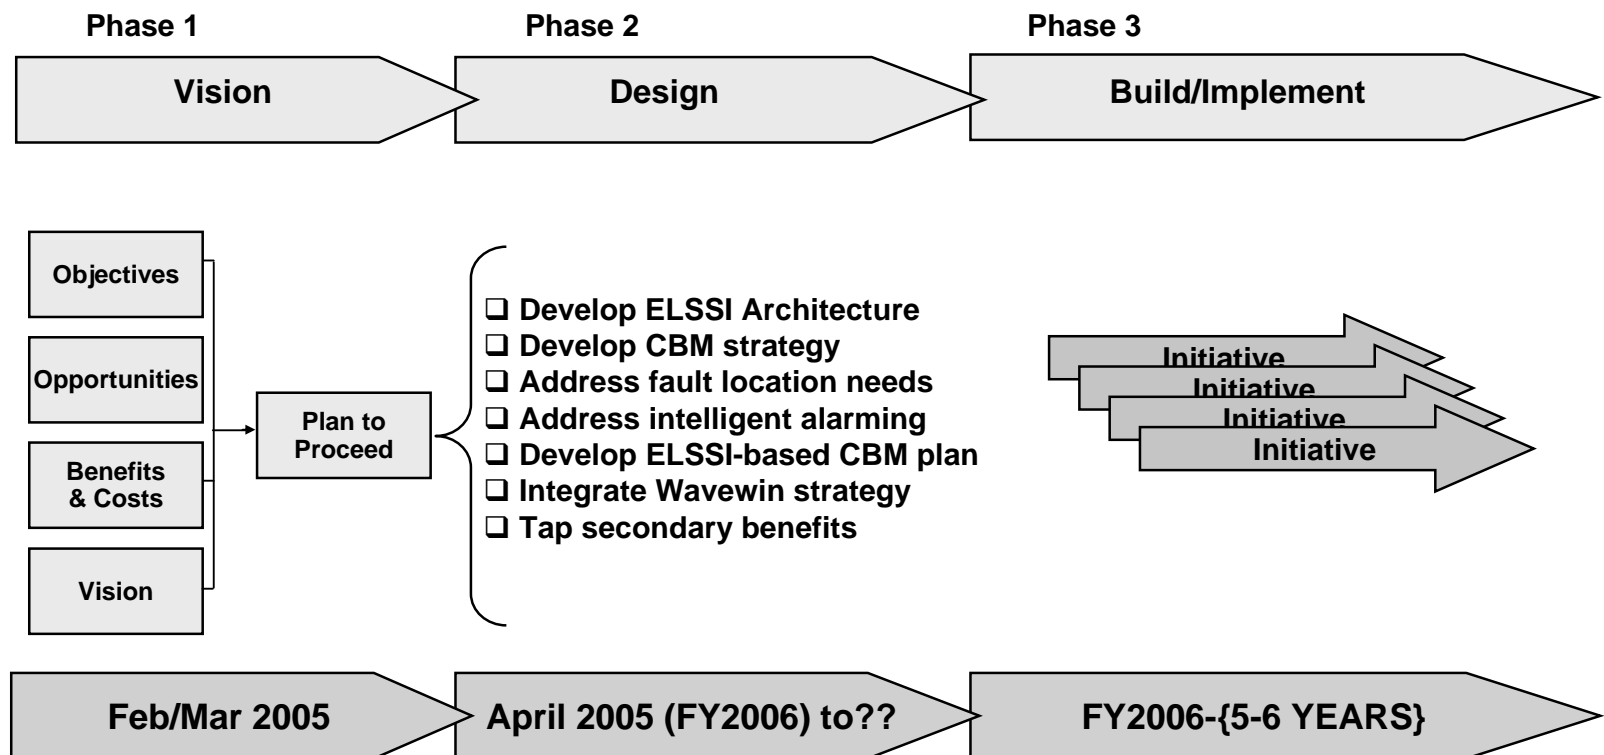 Phase 1
Phase 2
Phase 3
Vision
Design
Build/Implement
Objectives
Opportunities
Benefits
& Costs
Vision
Plan to
Proceed
❑ Develop ELSSI Architecture
❑ Develop CBM strategy
❑ Address fault location needs
❑ Address intelligent alarming
❑ Develop ELSSI-based CBM plan
❑ Integrate Wavewin strategy
❑ Tap secondary benefits
Initiative
Initiative
Initiative
Initiative
Feb/Mar 2005
April 2005 (FY2006) to??
FY2006-{5-6 YEARS}